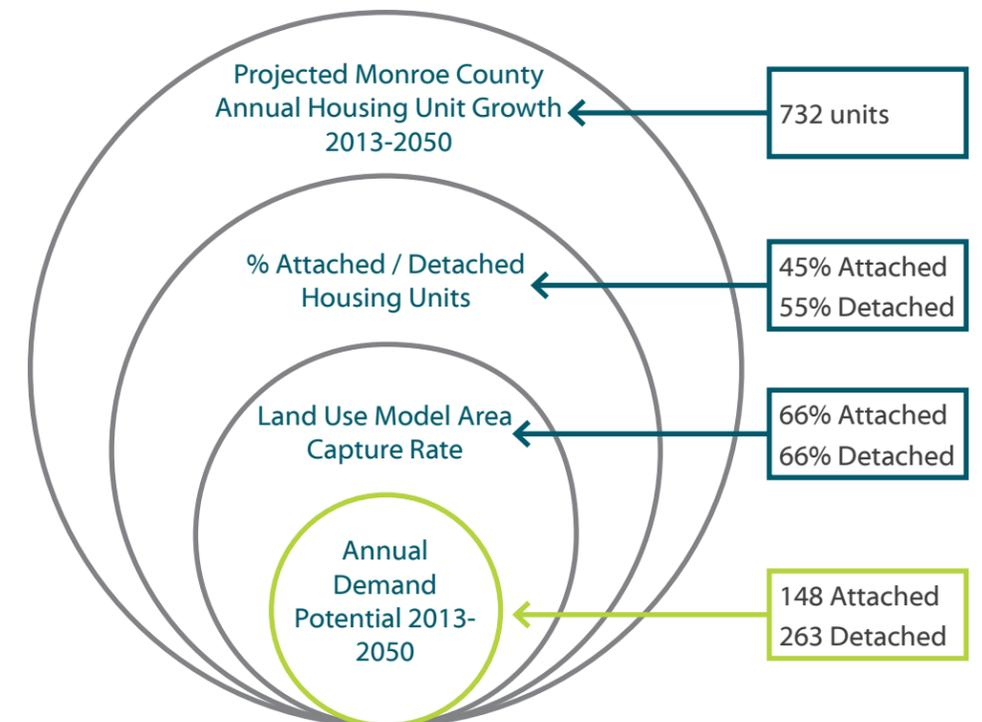 Projected Monroe County
Annual Housing Unit Growth
2013-2050
732 units
% Attached / Detached
Housing Units
45% Attached
55% Detached
Land Use Model Area
Capture Rate
66% Attached
66% Detached
Annual
Demand
Potential 2013-
2050
148 Attached
263 Detached